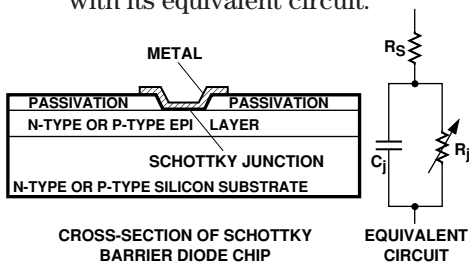 with its equivalent circuit.
METAL
PASSIVATION PASSIVATION
N-TYPE OR P-TYPE EPI LAYER
SCHOTTKY JUNCTION
N-TYPE OR P-TYPE SILICON SUBSTRATE
CROSS-SECTION OF SCHOTTKY
BARRIER DIODE CHIP
RS
Cj
Rj
EQUIVALENT
CIRCUIT